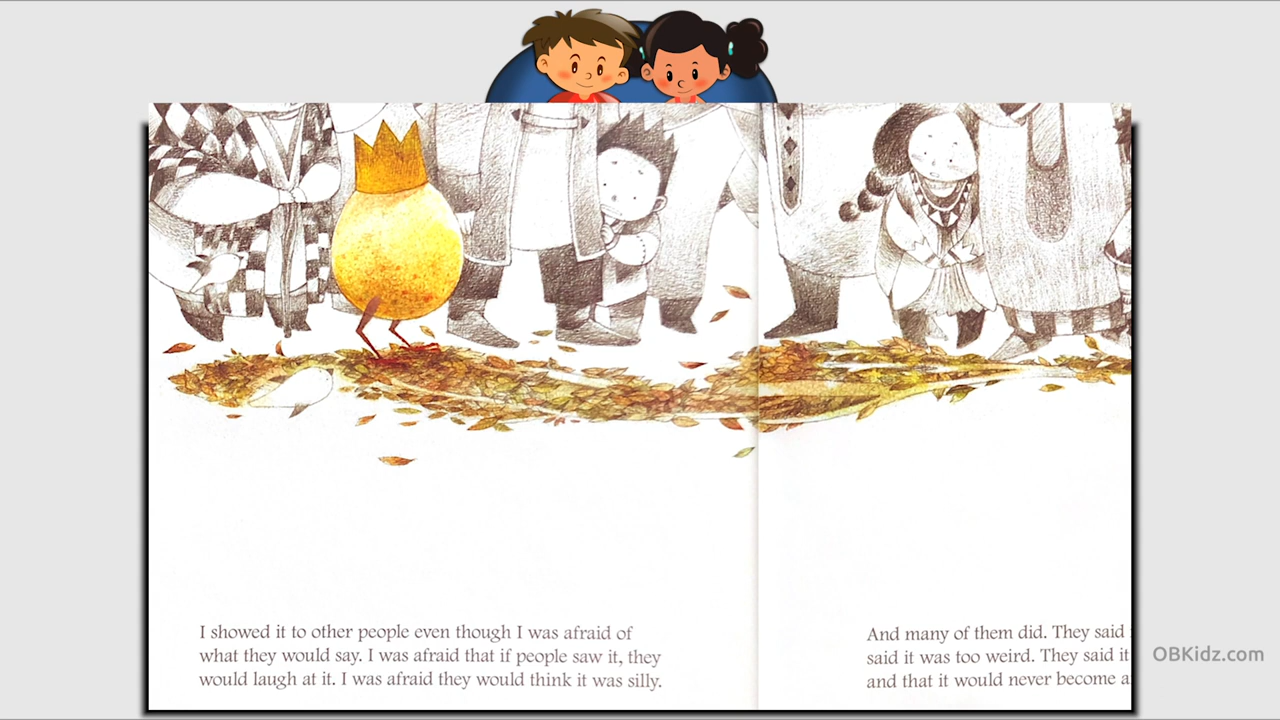 I showed it to other people even though I was afraid of
what they would say. I was afraid that if people saw it, they
would laugh at it. I was afraid they would think it was silly.
And many of them did. They said
said it was too weird. They said it
and that it would never become
OBKidz.com